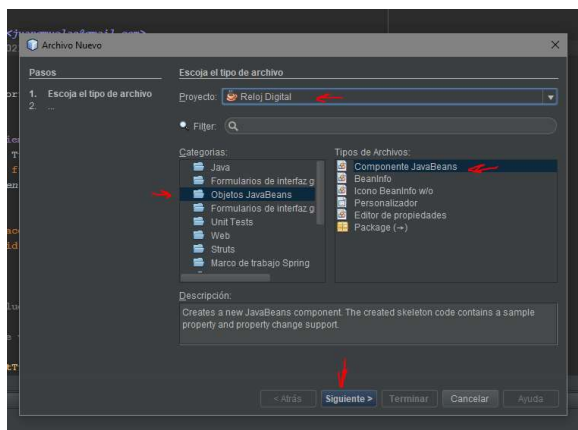 Archivo Nuevo
Pasos
1. Escoja el tipo de archivo
2. ...
Escoja el tipo de archivo
Proyecto: Reloj Digital
Filter:
Categorías:
Java
Formularios de interfaz g
Objetos JavaBeans
Formularios de interfaz g
Unit Tests
Web
Struts
Marco de trabajo Spring
Tipos de Archivos:
Componente JavaBeans
BeanInfo
Icono BeanInfo w/o
Personalizador
Editor de propiedades
Package (→)
Descripción:
Creates a new JavaBeans component. The created skeleton code contains a sample
property and property change support.
< Atrás Siguiente > Terminar Cancelar Ayuda